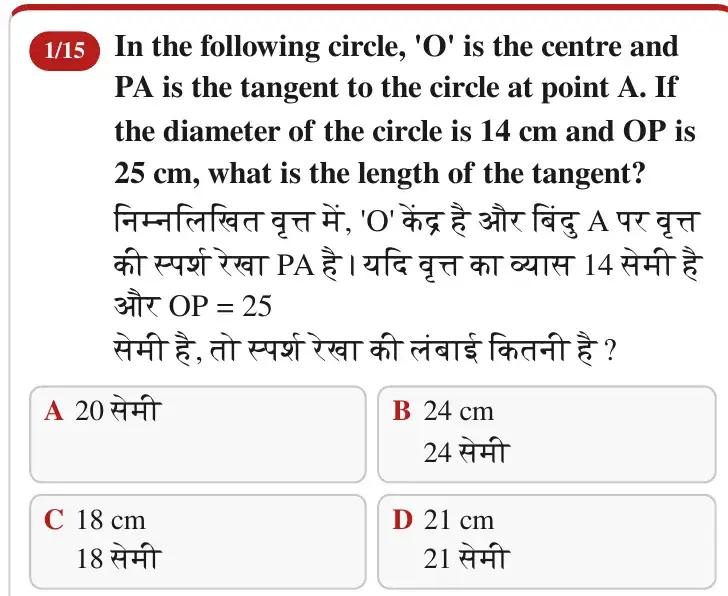 1/15 In the following circle, 'O' is the centre and
PA is the tangent to the circle at point A. If
the diameter of the circle is 14 cm and OP is
25 cm, what is the length of the tangent?
निम्नलिखित वृत्त में, 'O' केंद्र है और बिंदु A पर वृत्त
की स्पर्श रेखा PA है। यदि वृत्त का व्यास 14 सेमी है
और OP = 25
सेमी है, तो स्पर्श रेखा की लंबाई कितनी है ?
A 20 सेमी
B 24 cm
24 सेमी
C 18 cm
18 सेमी
D 21 cm
21 सेमी